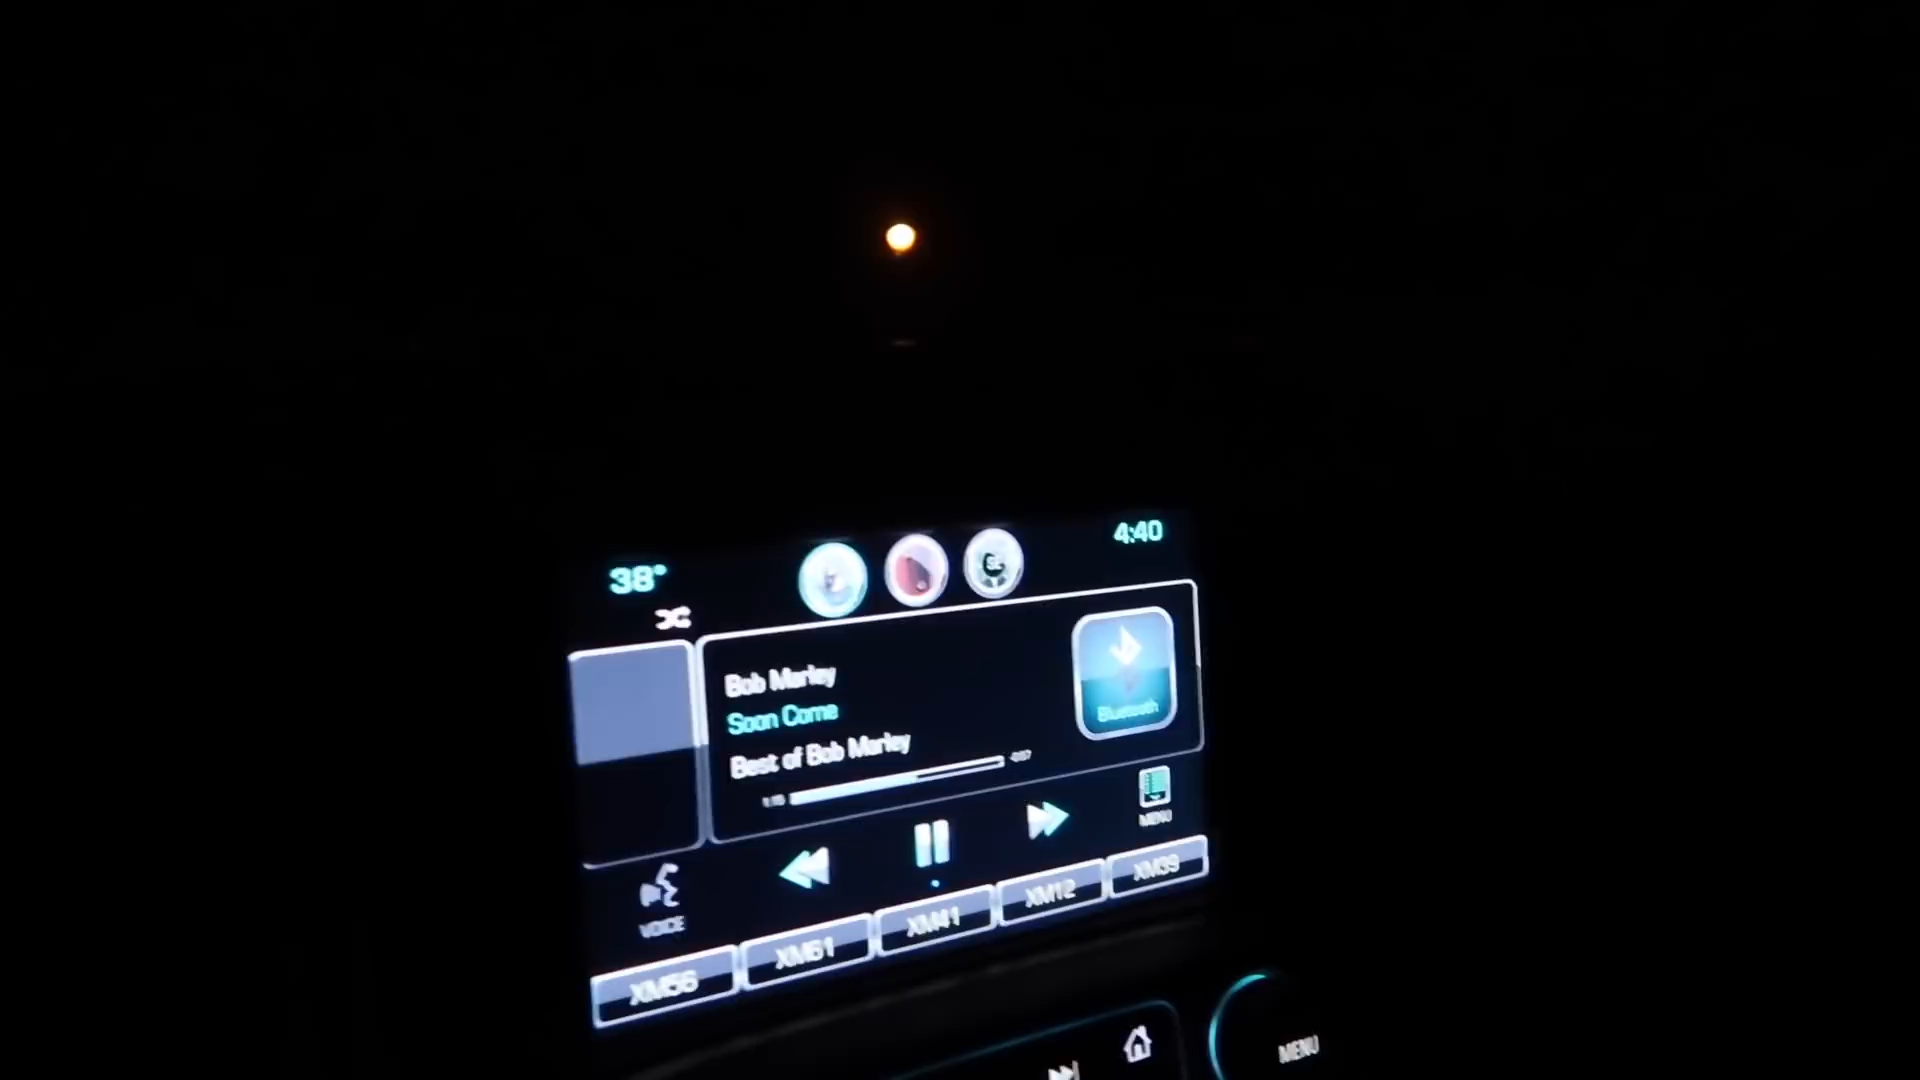 38°
4:40
Bob Marley
Soon Come
Best of Bob Marley
Bluetooth
MENU
VOICE
XM56
XM61
XM41
XM12
XM39
MENU